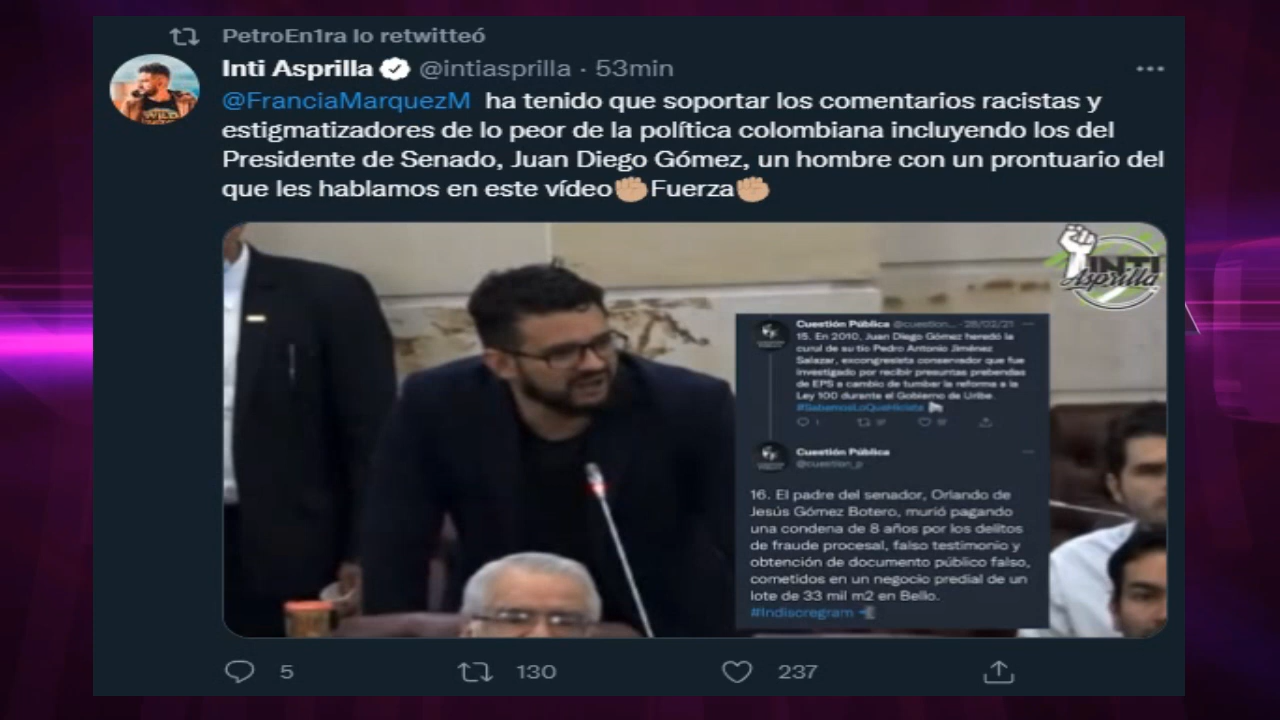 PetroEn1ra lo retwitteó
Inti Asprilla @intiasprilla · 53min
@FranciaMarquezM ha tenido que soportar los comentarios racistas y
estigmatizadores de lo peor de la política colombiana incluyendo los del
Presidente de Senado, Juan Diego Gómez, un hombre con un prontuario del
que les hablamos en este vídeo✊🏼Fuerza✊🏼
WILD
INTI
Asprilla
Cuestión Pública @cuestion... · 28/02/21
15. En 2010, Juan Diego Gómez heredó la
curul de su tío Pedro Antonio Jiménez
Salazar, excongresista conservador que fue
investigado por recibir presuntas prebendas
de EPS a cambio de tumbar la reforma a la
Ley 100 durante el Gobierno de Uribe.
#SabemosLoQueHiciste
Cuestión Pública
@cuestion_p
16. El padre del senador, Orlando de
Jesús Gómez Botero, murió pagando
una condena de 8 años por los delitos
de fraude procesal, falso testimonio y
obtención de documento público falso,
cometidos en un negocio predial de un
lote de 33 mil m2 en Bello.
#Indiscregram
5 130 237